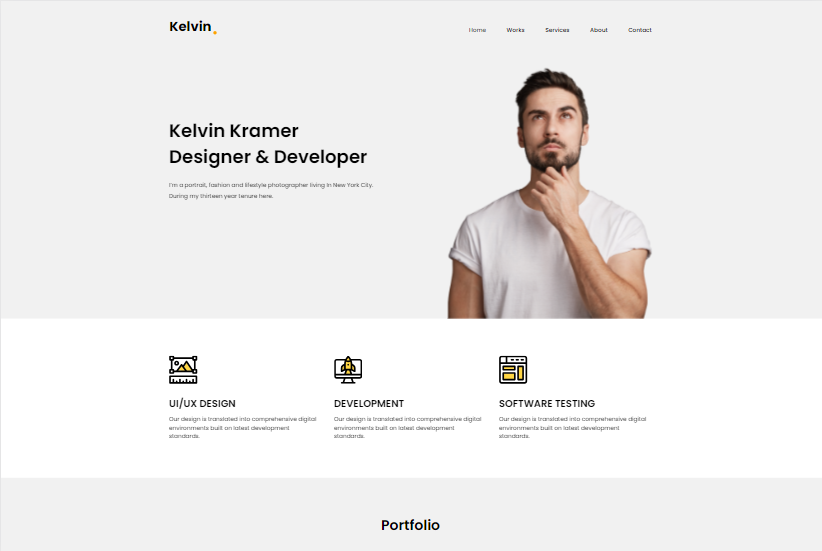 Kelvin.
Home Works Services About Contact
Kelvin Kramer
Designer & Developer
I'm a portrait, fashion and lifestyle photographer living in New York City.
During my thirteen year tenure here.
UI/UX DESIGN
Our design is translated into comprehensive digital
environments built on latest development
standards.
DEVELOPMENT
Our design is translated into comprehensive digital
environments built on latest development
standards.
SOFTWARE TESTING
Our design is translated into comprehensive digital
environments built on latest development
standards.
Portfolio